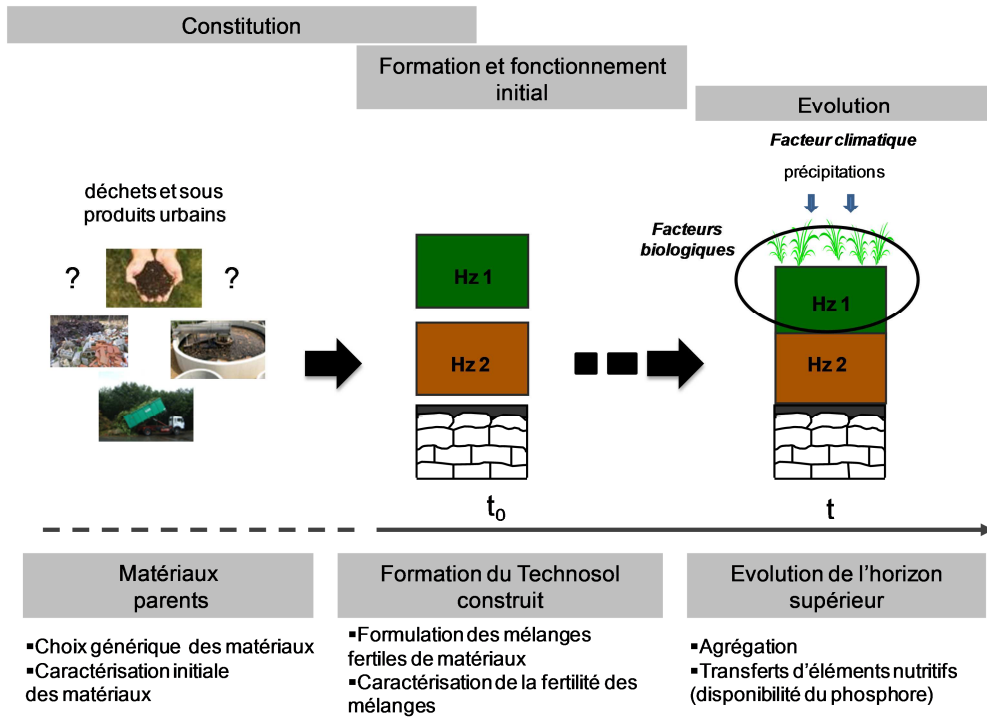 Constitution
Formation et fonctionnement
initial
Evolution
Facteur climatique
précipitations
déchets et sous
produits urbains
Facteurs
biologiques
?
?
Hz 1
Hz 2
Hz 1
Hz 2
t0
t
Matériaux
parents
▪Choix générique des matériaux
▪Caractérisation initiale
des matériaux
Formation du Technosol
construit
▪Formulation des mélanges
fertiles de matériaux
▪Caractérisation de la fertilité des
mélanges
Evolution de l’horizon
supérieur
▪Agrégation
▪Transferts d’éléments nutritifs
(disponibilité du phosphore)